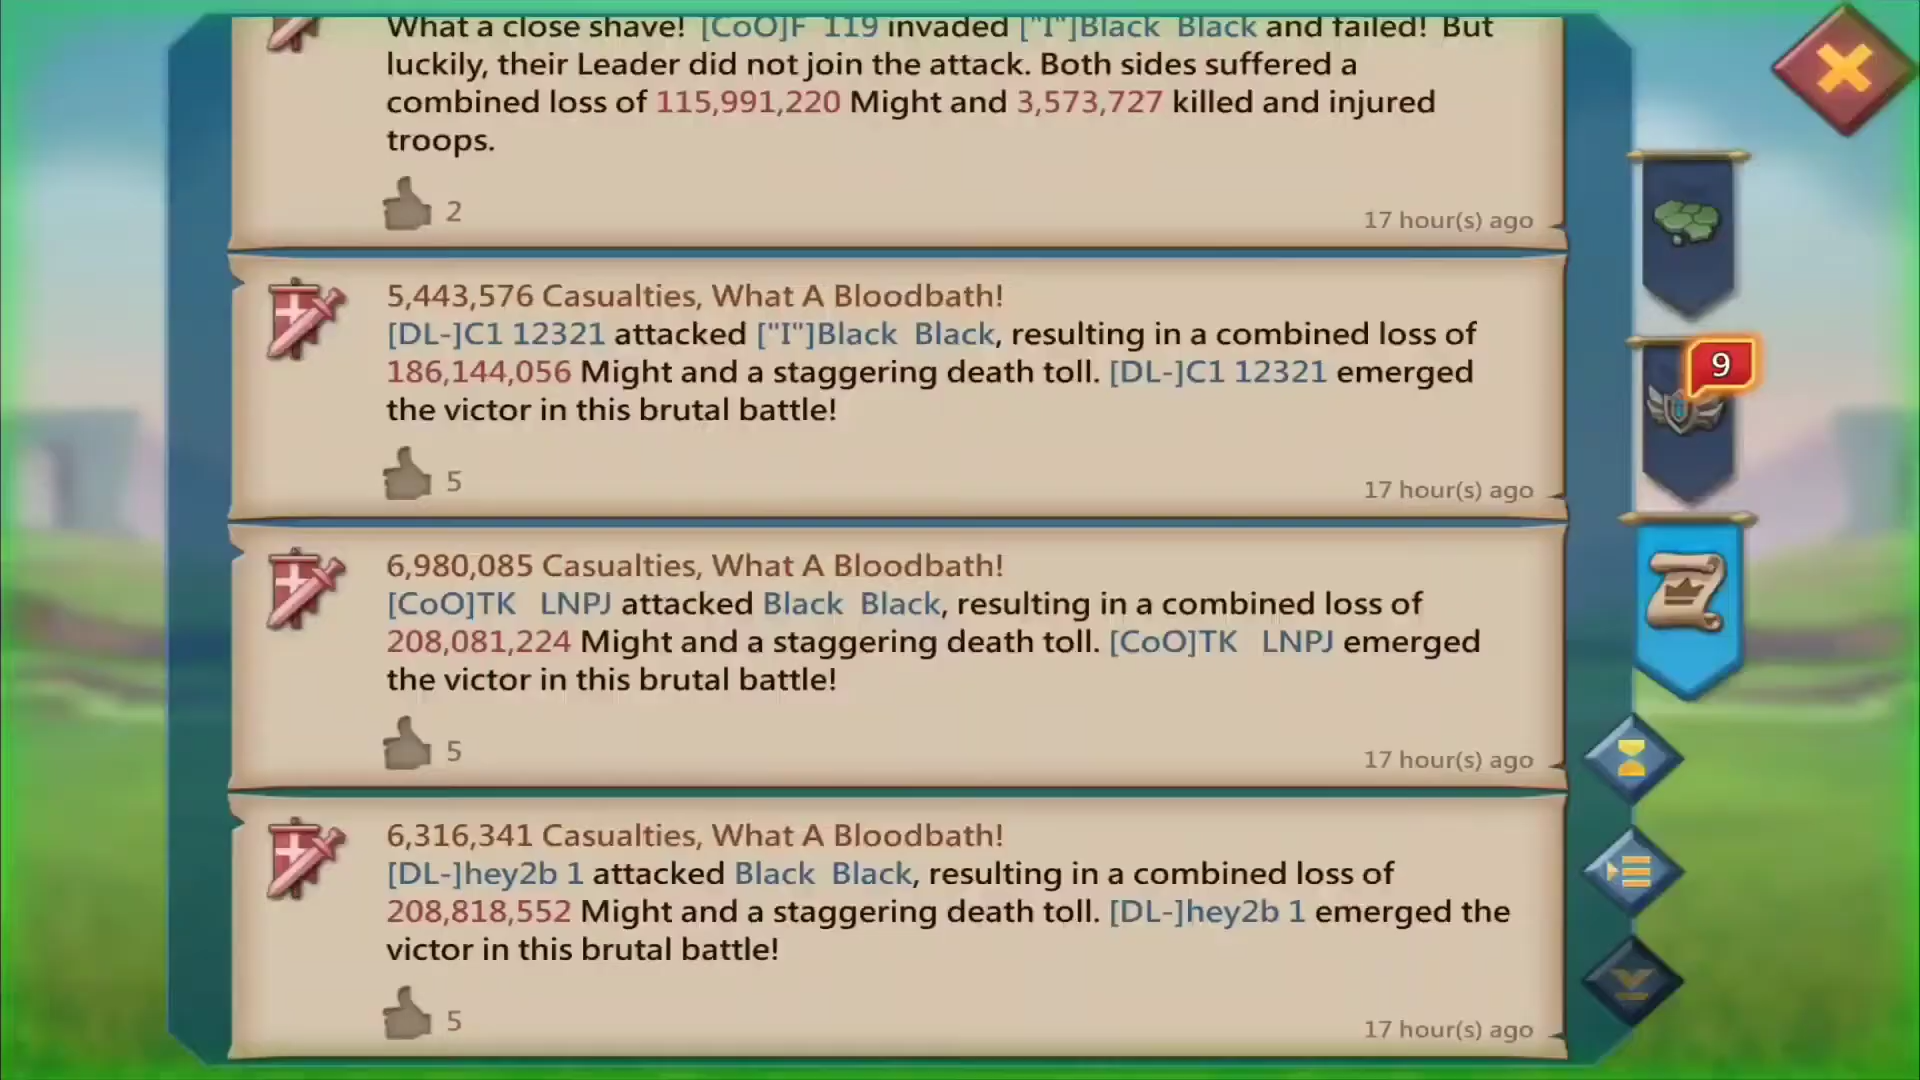 What a close shave! [CoO]F 119 invaded ["I"]Black Black and failed! But
luckily, their Leader did not join the attack. Both sides suffered a
combined loss of 115,991,220 Might and 3,573,727 killed and injured
troops.
2
17 hour(s) ago
5,443,576 Casualties, What A Bloodbath!
[DL-]C1 12321 attacked ["I"]Black Black, resulting in a combined loss of
186,144,056 Might and a staggering death toll. [DL-]C1 12321 emerged
the victor in this brutal battle!
5
17 hour(s) ago
9
6,980,085 Casualties, What A Bloodbath!
[CoO]TK LNPJ attacked Black Black, resulting in a combined loss of
208,081,224 Might and a staggering death toll. [CoO]TK LNPJ emerged
the victor in this brutal battle!
5
17 hour(s) ago
6,316,341 Casualties, What A Bloodbath!
[DL-]hey2b 1 attacked Black Black, resulting in a combined loss of
208,818,552 Might and a staggering death toll. [DL-]hey2b 1 emerged the
victor in this brutal battle!
5
17 hour(s) ago